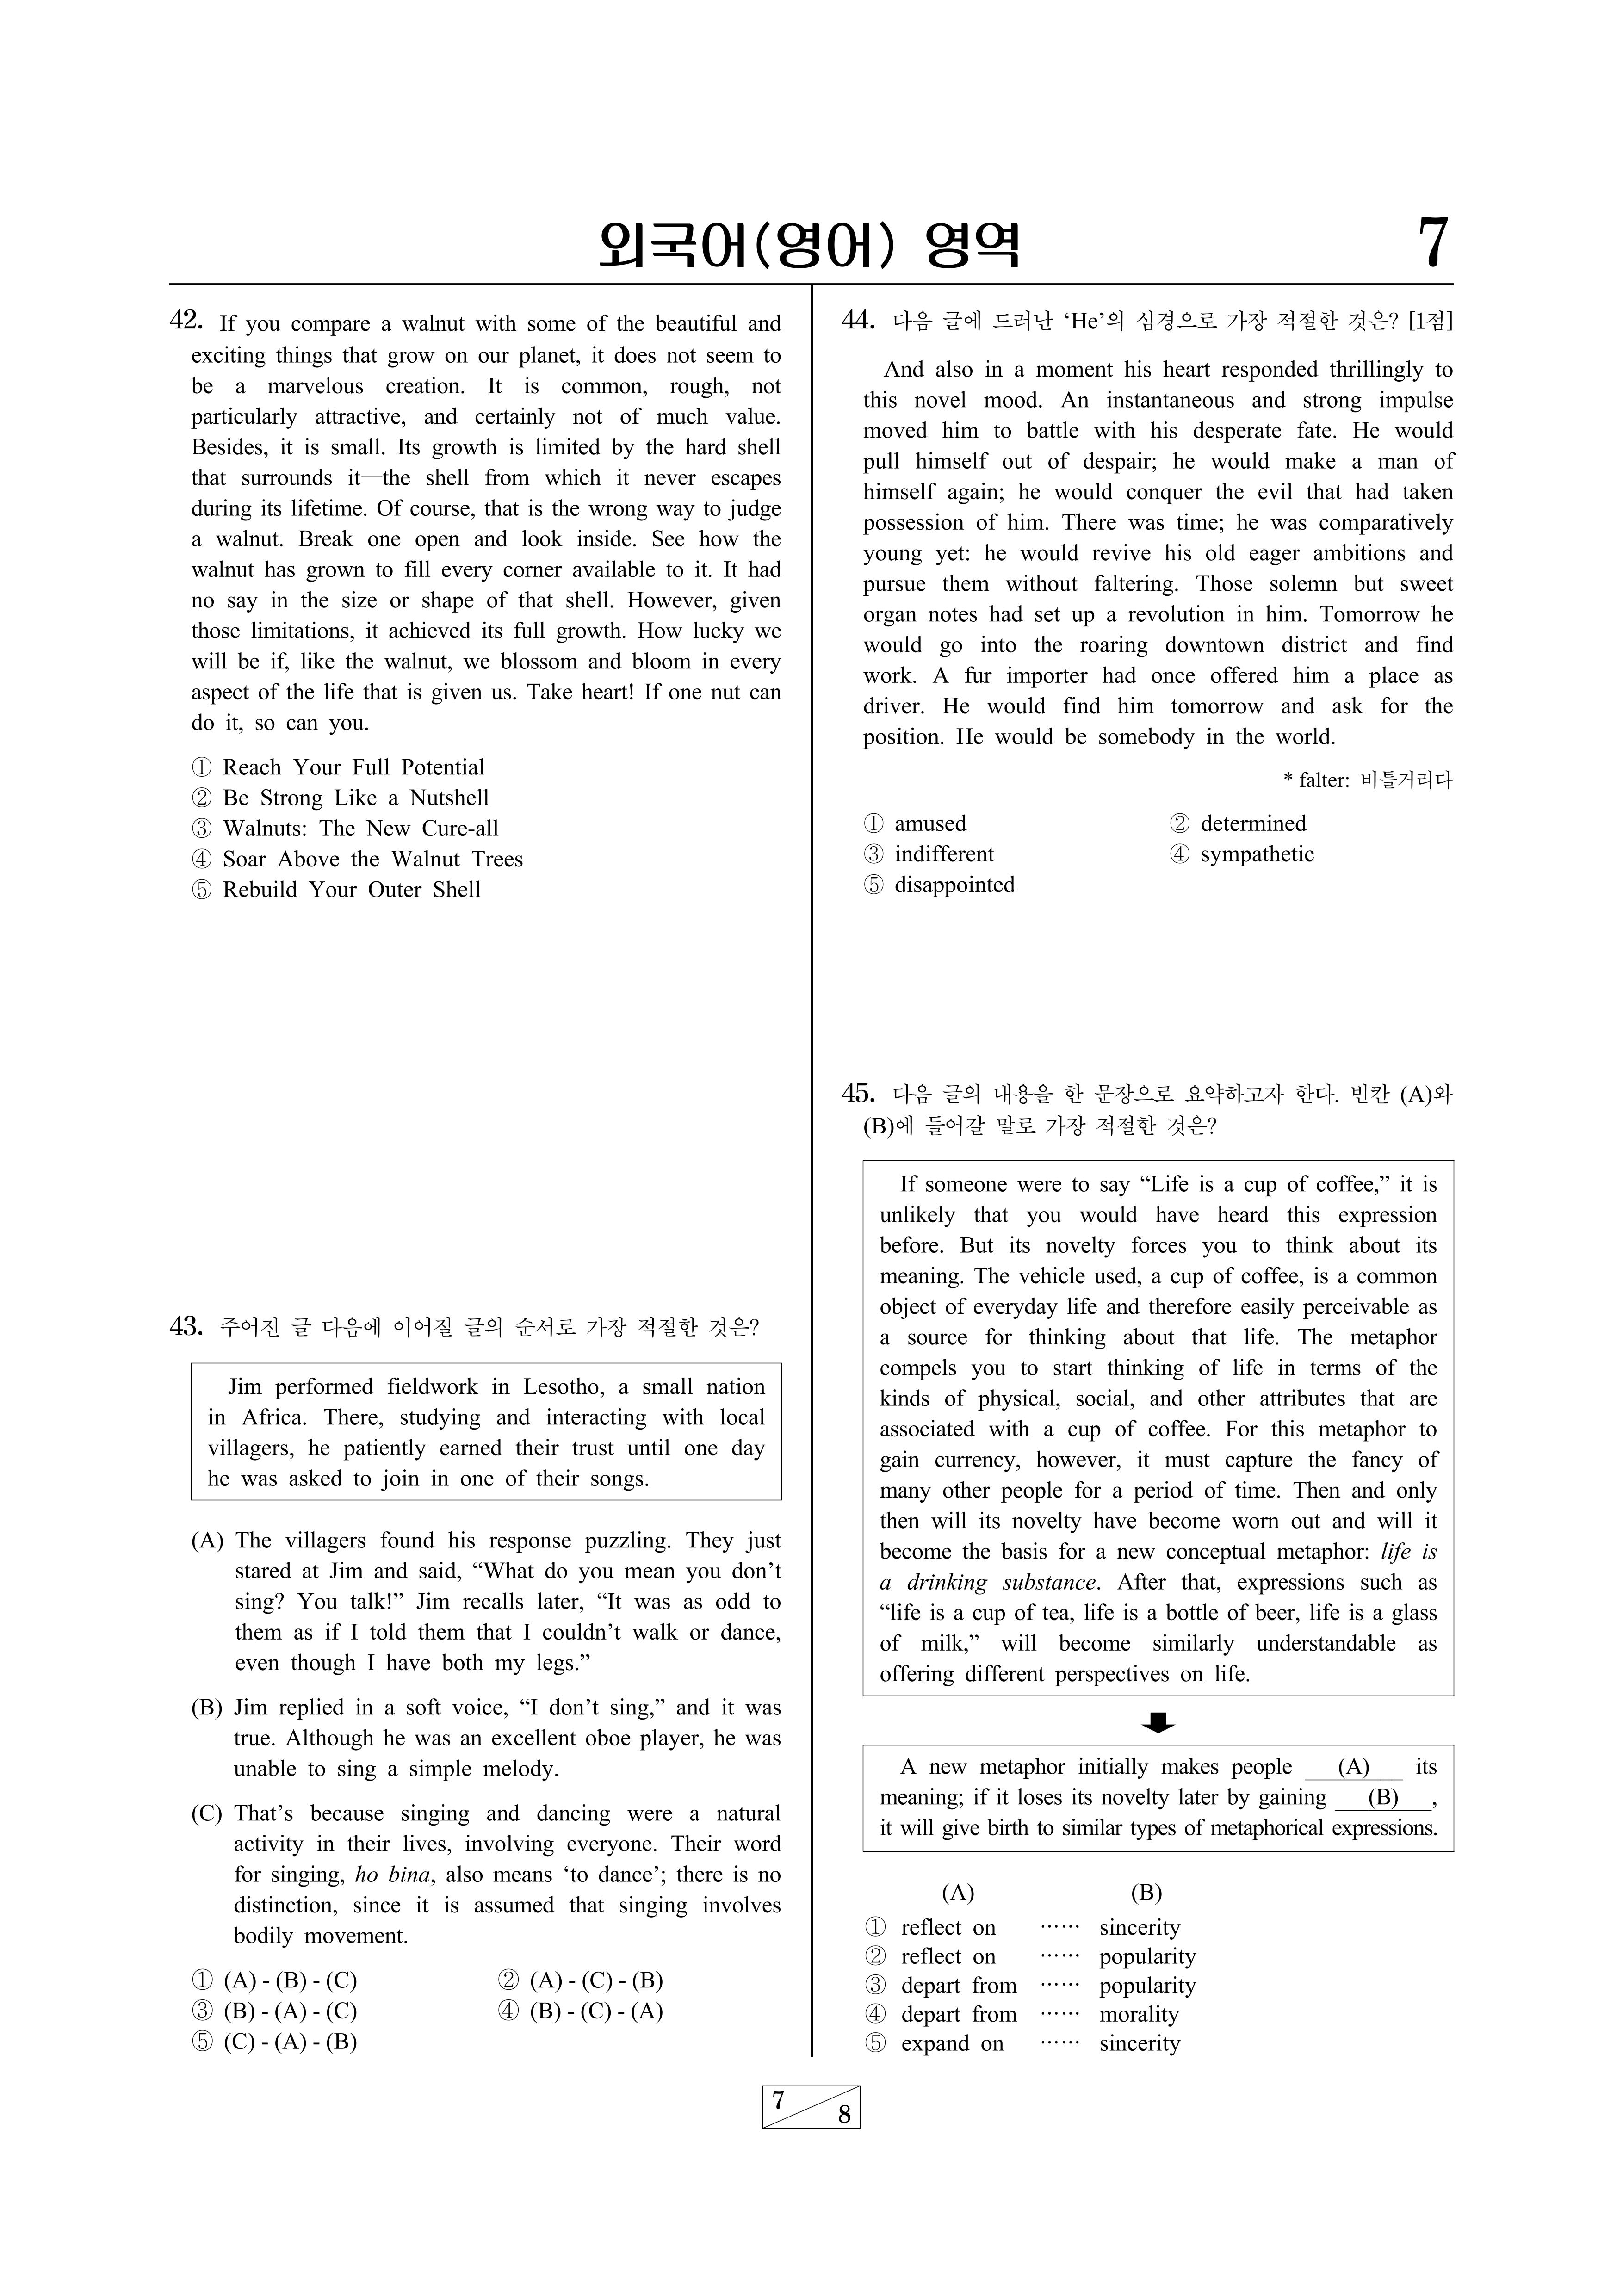 외국어(영어) 영역
7
42. If you compare a walnut with some of the beautiful and
exciting things that grow on our planet, it does not seem to
be a marvelous creation. It is common, rough, not
particularly attractive, and certainly not of much value.
Besides, it is small. Its growth is limited by the hard shell
that surrounds it—the shell from which it never escapes
during its lifetime. Of course, that is the wrong way to judge
a walnut. Break one open and look inside. See how the
walnut has grown to fill every corner available to it. It had
no say in the size or shape of that shell. However, given
those limitations, it achieved its full growth. How lucky we
will be if, like the walnut, we blossom and bloom in every
aspect of the life that is given us. Take heart! If one nut can
do it, so can you.
① Reach Your Full Potential
② Be Strong Like a Nutshell
③ Walnuts: The New Cure-all
④ Soar Above the Walnut Trees
⑤ Rebuild Your Outer Shell
43. 주어진 글 다음에 이어질 글의 순서로 가장 적절한 것은?
Jim performed fieldwork in Lesotho, a small nation
in Africa. There, studying and interacting with local
villagers, he patiently earned their trust until one day
he was asked to join in one of their songs.
(A) The villagers found his response puzzling. They just
stared at Jim and said, “What do you mean you don’t
sing? You talk!” Jim recalls later, “It was as odd to
them as if I told them that I couldn’t walk or dance,
even though I have both my legs.”
(B) Jim replied in a soft voice, “I don’t sing,” and it was
true. Although he was an excellent oboe player, he was
unable to sing a simple melody.
(C) That’s because singing and dancing were a natural
activity in their lives, involving everyone. Their word
for singing, ho bina, also means ‘to dance’; there is no
distinction, since it is assumed that singing involves
bodily movement.
① (A) - (B) - (C) ② (A) - (C) - (B)
③ (B) - (A) - (C) ④ (B) - (C) - (A)
⑤ (C) - (A) - (B)
44. 다음 글에 드러난 ‘He’의 심경으로 가장 적절한 것은? [1점]
And also in a moment his heart responded thrillingly to
this novel mood. An instantaneous and strong impulse
moved him to battle with his desperate fate. He would
pull himself out of despair; he would make a man of
himself again; he would conquer the evil that had taken
possession of him. There was time; he was comparatively
young yet: he would revive his old eager ambitions and
pursue them without faltering. Those solemn but sweet
organ notes had set up a revolution in him. Tomorrow he
would go into the roaring downtown district and find
work. A fur importer had once offered him a place as
driver. He would find him tomorrow and ask for the
position. He would be somebody in the world.
* falter: 비틀거리다
① amused ② determined
③ indifferent ④ sympathetic
⑤ disappointed
45. 다음 글의 내용을 한 문장으로 요약하고자 한다. 빈칸 (A)와
(B)에 들어갈 말로 가장 적절한 것은?
If someone were to say “Life is a cup of coffee,” it is
unlikely that you would have heard this expression
before. But its novelty forces you to think about its
meaning. The vehicle used, a cup of coffee, is a common
object of everyday life and therefore easily perceivable as
a source for thinking about that life. The metaphor
compels you to start thinking of life in terms of the
kinds of physical, social, and other attributes that are
associated with a cup of coffee. For this metaphor to
gain currency, however, it must capture the fancy of
many other people for a period of time. Then and only
then will its novelty have become worn out and will it
become the basis for a new conceptual metaphor: life is
a drinking substance. After that, expressions such as
“life is a cup of tea, life is a bottle of beer, life is a glass
of milk,” will become similarly understandable as
offering different perspectives on life.
A new metaphor initially makes people (A) its
meaning; if it loses its novelty later by gaining (B) ,
it will give birth to similar types of metaphorical expressions.
(A) (B)
① reflect on ⋯⋯ sincerity
② reflect on ⋯⋯ popularity
③ depart from ⋯⋯ popularity
④ depart from ⋯⋯ morality
⑤ expand on ⋯⋯ sincerity
7
8